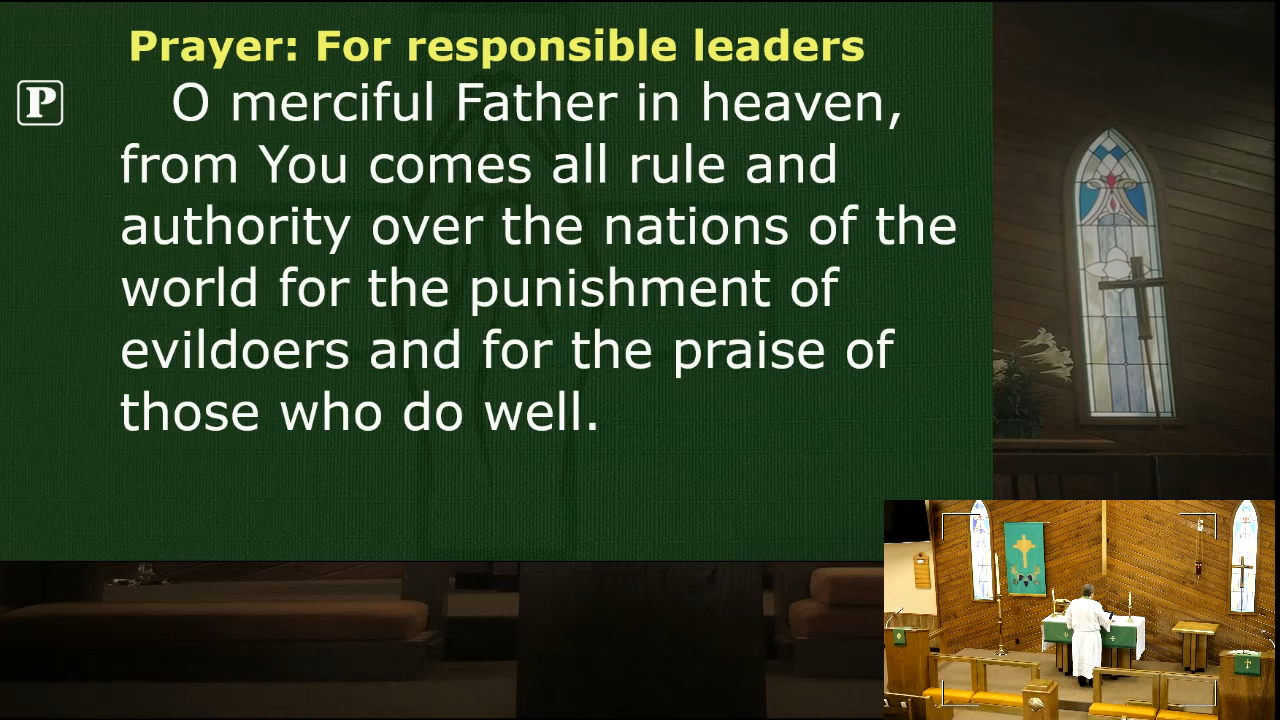 Prayer: For responsible leaders
P O merciful Father in heaven,
from You comes all rule and
authority over the nations of the
world for the punishment of
evildoers and for the praise of
those who do well.